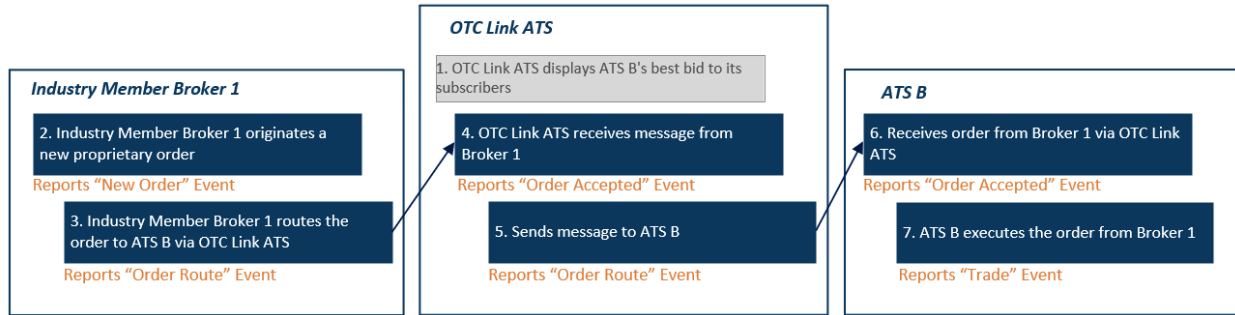 OTC Link ATS
1. OTC Link ATS displays ATS B's best bid to its
subscribers
Industry Member Broker 1
2. Industry Member Broker 1 originates a
new proprietary order
Reports “New Order” Event
3. Industry Member Broker 1 routes the
order to ATS B via OTC Link ATS
Reports “Order Route” Event
4. OTC Link ATS receives message from
Broker 1
Reports “Order Accepted” Event
5. Sends message to ATS B
Reports “Order Route” Event
ATS B
6. Receives order from Broker 1 via OTC Link
ATS
Reports “Order Accepted” Event
7. ATS B executes the order from Broker 1
Reports “Trade” Event